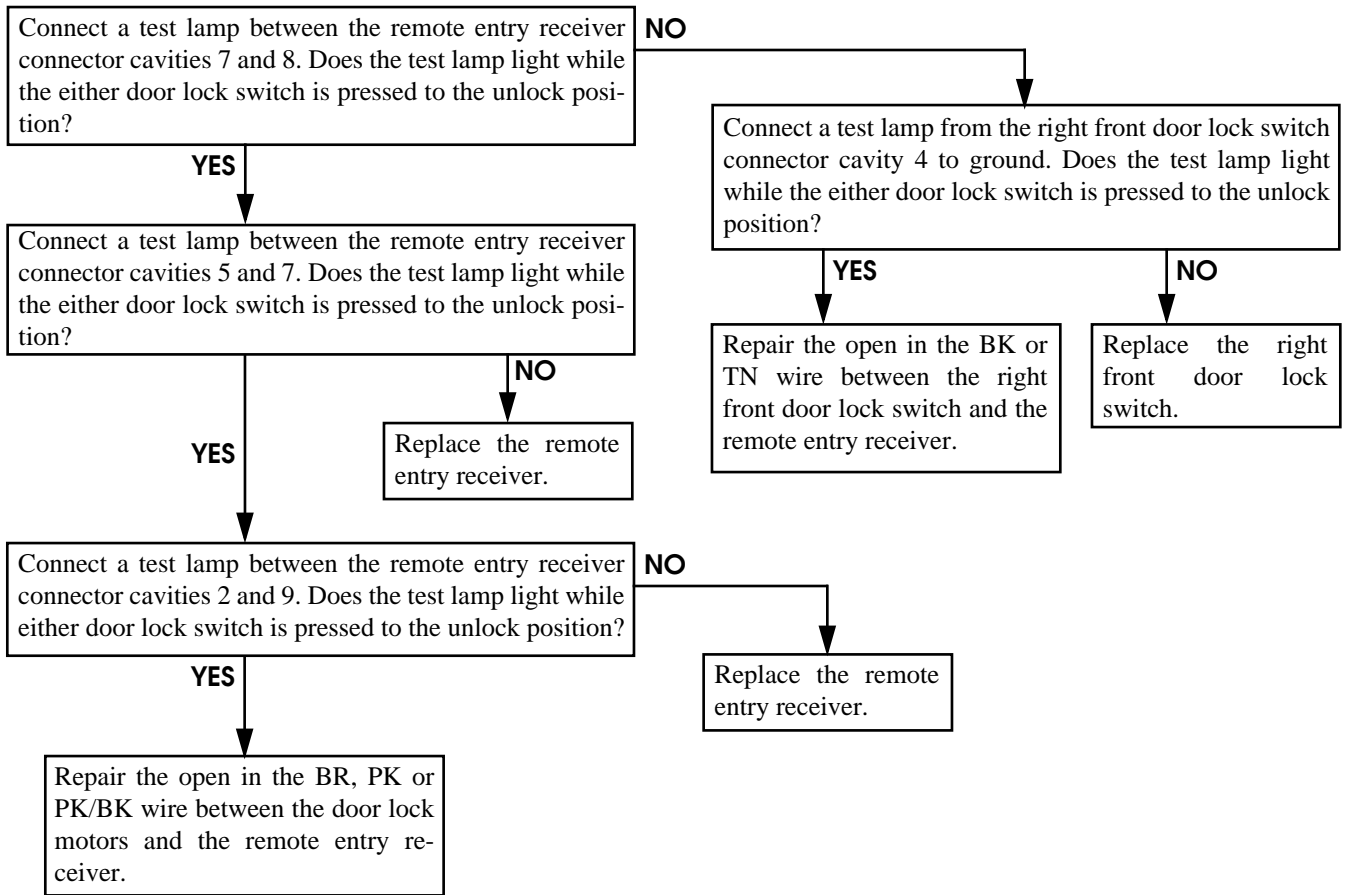 Connect a test lamp between the remote entry receiver
connector cavities 7 and 8. Does the test lamp light while
the either door lock switch is pressed to the unlock posi-
tion?
NO
YES
Connect a test lamp from the right front door lock switch
connector cavity 4 to ground. Does the test lamp light
while the either door lock switch is pressed to the unlock
position?
YES
NO
Repair the open in the BK or
TN wire between the right
front door lock switch and the
remote entry receiver.
Replace the right
front door lock
switch.
Connect a test lamp between the remote entry receiver
connector cavities 5 and 7. Does the test lamp light while
the either door lock switch is pressed to the unlock posi-
tion?
NO
YES
Replace the remote
entry receiver.
Connect a test lamp between the remote entry receiver
connector cavities 2 and 9. Does the test lamp light while
either door lock switch is pressed to the unlock position?
NO
YES
Replace the remote
entry receiver.
Repair the open in the BR, PK or
PK/BK wire between the door lock
motors and the remote entry re-
ceiver.